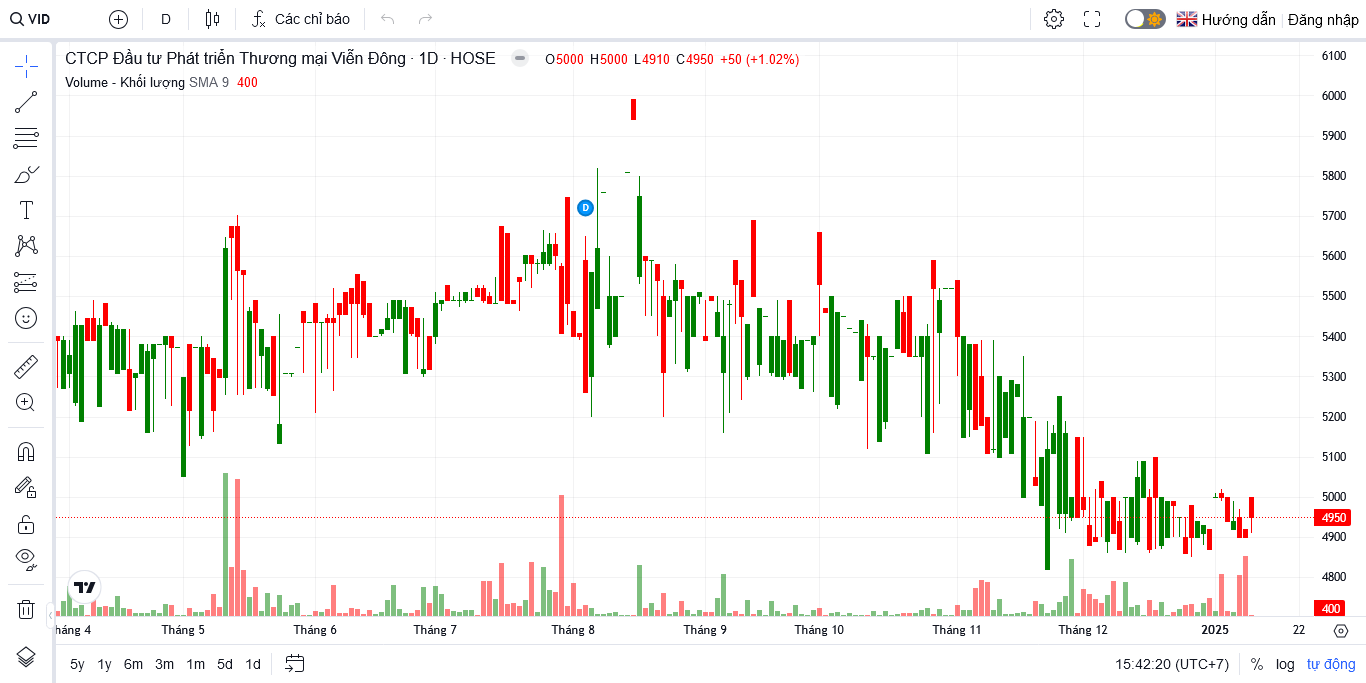 VID D Các chỉ báo Hướng dẫn Đăng nhập
CTCP Đầu tư Phát triển Thương mại Viễn Đông · 1D · HOSE O5000 H5000 L4910 C4950 +50 (+1.02%)
Volume - Khối lượng SMA 9 400
6100
6000
5900
5800
5700
D
5600
5500
5400
5300
5200
5100
5000
4950
4900
4800
400
háng 4 Tháng 5 Tháng 6 Tháng 7 Tháng 8 Tháng 9 Tháng 10 Tháng 11 Tháng 12 2025 22
5y 1y 6m 3m 1m 5d 1d 15:42:20 (UTC+7) % log tự động